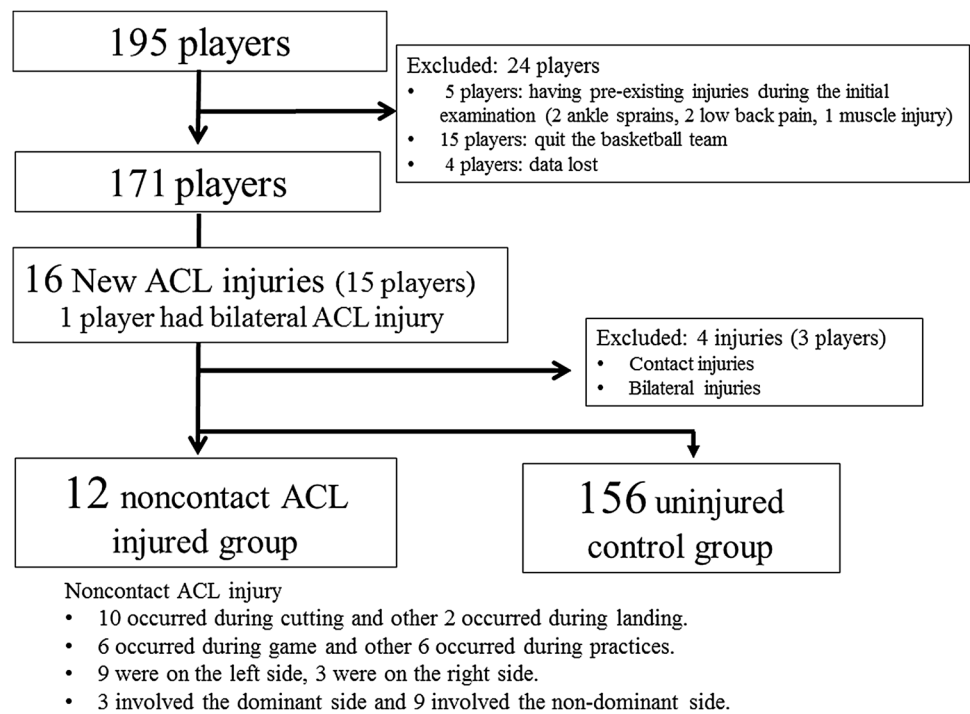 195 players
Excluded: 24 players
• 5 players: having pre-existing injuries during the initial
examination (2 ankle sprains, 2 low back pain, 1 muscle injury)
• 15 players: quit the basketball team
• 4 players: data lost
171 players
16 New ACL injuries (15 players)
1 player had bilateral ACL injury
Excluded: 4 injuries (3 players)
• Contact injuries
• Bilateral injuries
12 noncontact ACL
injured group
156 uninjured
control group
Noncontact ACL injury
• 10 occurred during cutting and other 2 occurred during landing.
• 6 occurred during game and other 6 occurred during practices.
• 9 were on the left side, 3 were on the right side.
• 3 involved the dominant side and 9 involved the non-dominant side.